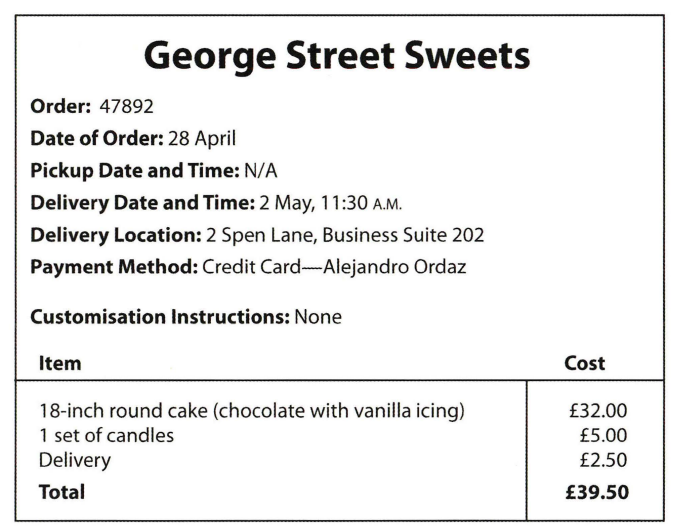 George Street Sweets
Order: 47892
Date of Order: 28 April
Pickup Date and Time: N/A
Delivery Date and Time: 2 May, 11:30 A.M.
Delivery Location: 2 Spen Lane, Business Suite 202
Payment Method: Credit Card—Alejandro Ordaz
Customisation Instructions: None
Item Cost
18-inch round cake (chocolate with vanilla icing) £32.00
1 set of candles £5.00
Delivery £2.50
Total £39.50